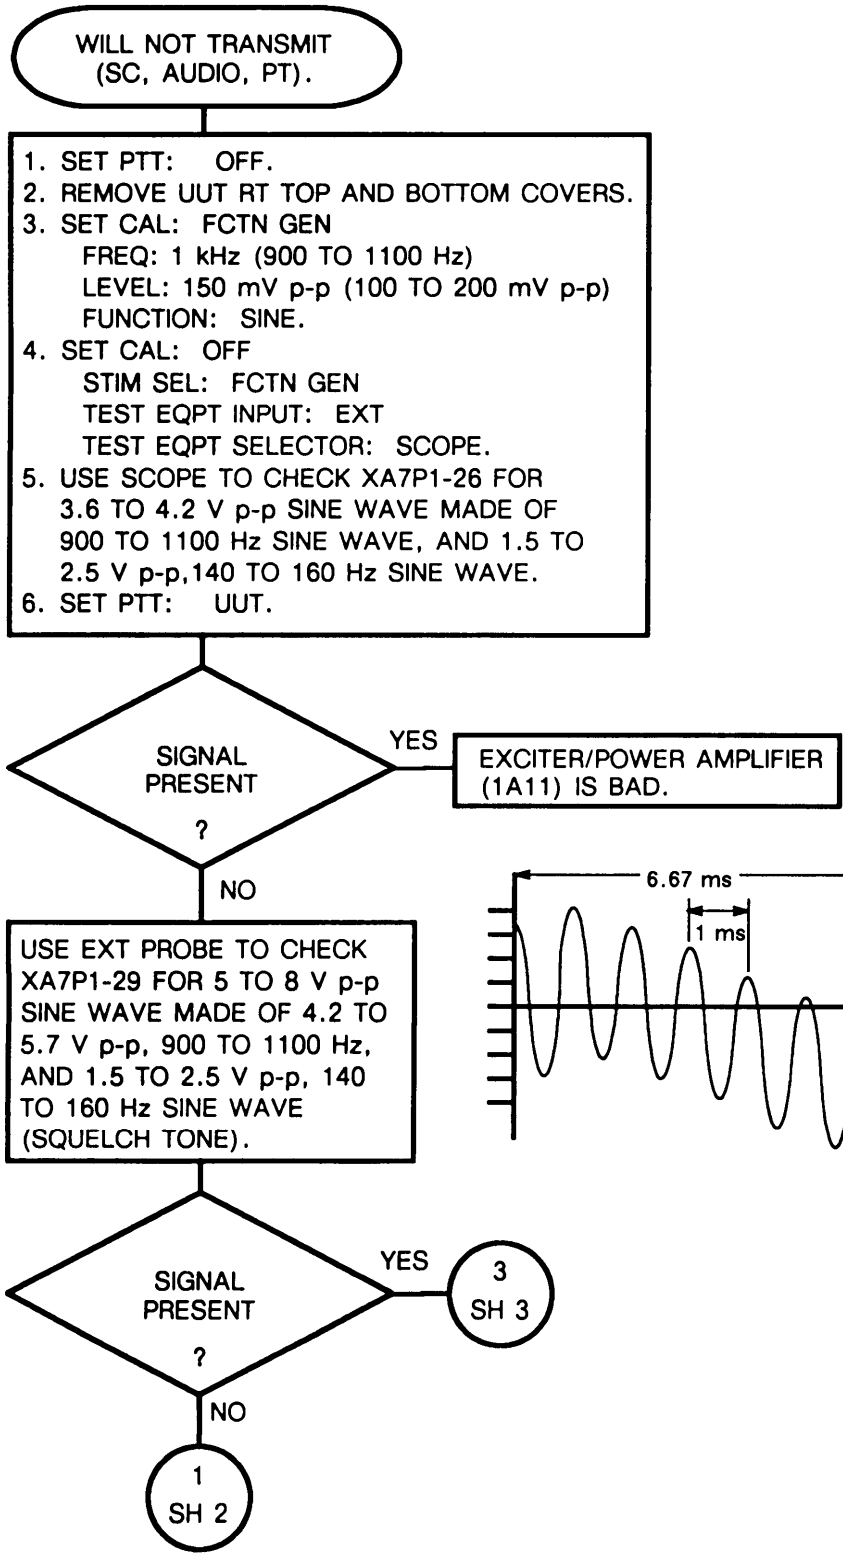 WILL NOT TRANSMIT
(SC, AUDIO, PT).
1. SET PTT: OFF.
2. REMOVE UUT RT TOP AND BOTTOM COVERS.
3. SET CAL: FCTN GEN
FREQ: 1 kHz (900 TO 1100 Hz)
LEVEL: 150 mV p-p (100 TO 200 mV p-p)
FUNCTION: SINE.
4. SET CAL: OFF
STIM SEL: FCTN GEN
TEST EQPT INPUT: EXT
TEST EQPT SELECTOR: SCOPE.
5. USE SCOPE TO CHECK XA7P1-26 FOR
3.6 TO 4.2 V p-p SINE WAVE MADE OF
900 TO 1100 Hz SINE WAVE, AND 1.5 TO
2.5 V p-p,140 TO 160 Hz SINE WAVE.
6. SET PTT: UUT.
SIGNAL
PRESENT
?
YES
EXCITER/POWER AMPLIFIER
(1A11) IS BAD.
NO
6.67 ms
1 ms
USE EXT PROBE TO CHECK
XA7P1-29 FOR 5 TO 8 V p-p
SINE WAVE MADE OF 4.2 TO
5.7 V p-p, 900 TO 1100 Hz,
AND 1.5 TO 2.5 V p-p, 140
TO 160 Hz SINE WAVE
(SQUELCH TONE).
SIGNAL
PRESENT
?
YES
3
SH 3
NO
1
SH 2